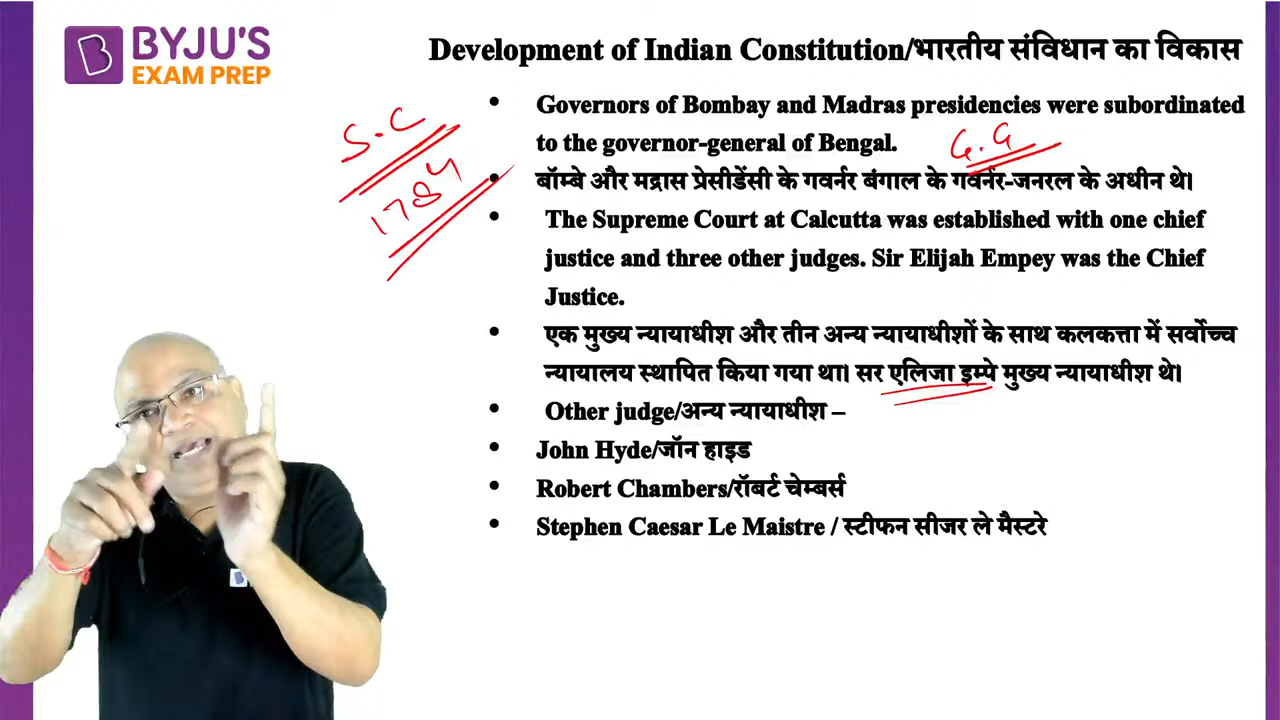 BYJU'S
EXAM PREP
Development of Indian Constitution/भारतीय संविधान का विकास
• Governors of Bombay and Madras presidencies were subordinated
to the governor-general of Bengal.
G.G
S.C
1784
• बॉम्बे और मद्रास प्रेसीडेंसी के गवर्नर बंगाल के गवर्नर-जनरल के अधीन थे।
• The Supreme Court at Calcutta was established with one chief
justice and three other judges. Sir Elijah Empey was the Chief
Justice.
• एक मुख्य न्यायाधीश और तीन अन्य न्यायाधीशों के साथ कलकत्ता में सर्वोच्च
न्यायालय स्थापित किया गया था। सर एलिजा इम्पे मुख्य न्यायाधीश थे।
• Other judge/अन्य न्यायाधीश –
• John Hyde/जॉन हाइड
• Robert Chambers/रॉबर्ट चेम्बर्स
• Stephen Caesar Le Maistre / स्टीफन सीजर ले मैस्टरे